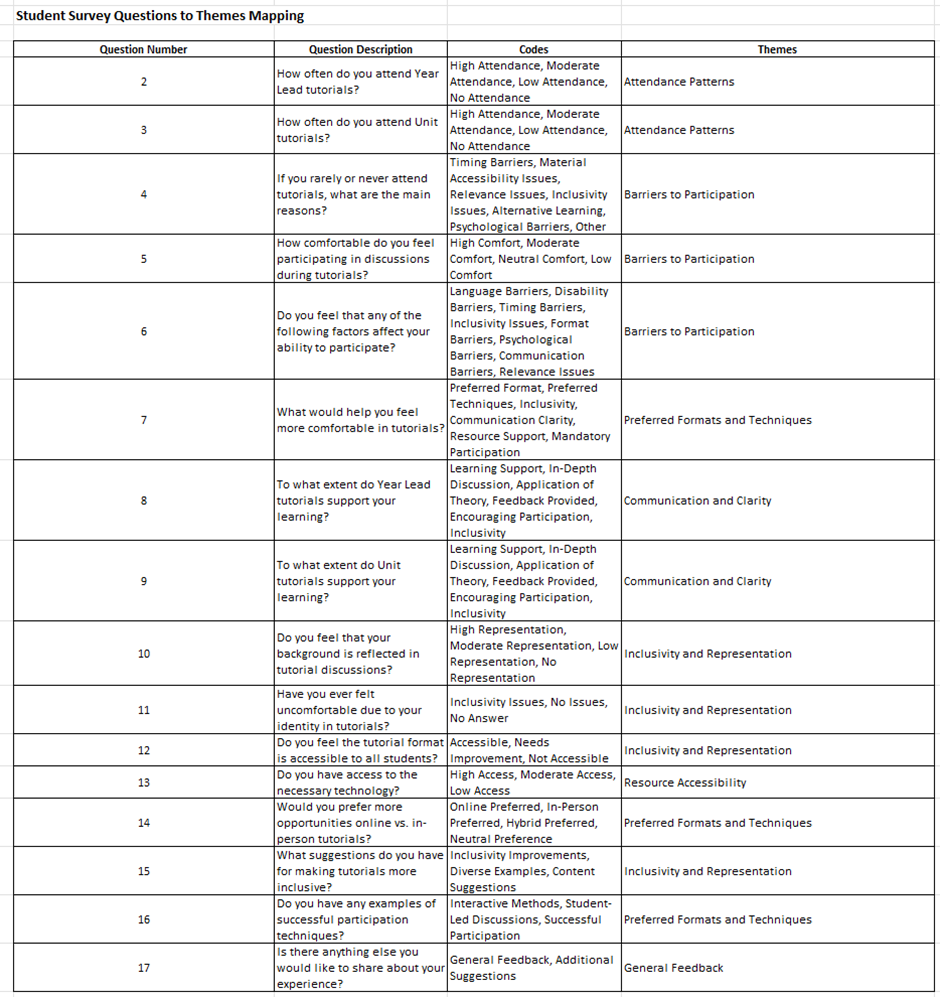 Student Survey Questions to Themes Mapping
Question Number Question Description Codes Themes
2 How often do you attend Year Lead tutorials? High Attendance, Moderate Attendance, Low Attendance, No Attendance Attendance Patterns
3 How often do you attend Unit tutorials? High Attendance, Moderate Attendance, Low Attendance, No Attendance Attendance Patterns
4 If you rarely or never attend tutorials, what are the main reasons? Timing Barriers, Material Accessibility Issues, Relevance Issues, Inclusivity Issues, Alternative Learning, Psychological Barriers, Other Barriers to Participation
5 How comfortable do you feel participating in discussions during tutorials? High Comfort, Moderate Comfort, Neutral Comfort, Low Comfort Barriers to Participation
6 Do you feel that any of the following factors affect your ability to participate? Language Barriers, Disability Barriers, Timing Barriers, Inclusivity Issues, Format Barriers, Psychological Barriers, Communication Barriers, Relevance Issues Barriers to Participation
7 What would help you feel more comfortable in tutorials? Preferred Format, Preferred Techniques, Inclusivity, Communication Clarity, Resource Support, Mandatory Participation Preferred Formats and Techniques
8 To what extent do Year Lead tutorials support your learning? Learning Support, In-Depth Discussion, Application of Theory, Feedback Provided, Encouraging Participation, Inclusivity Communication and Clarity
9 To what extent do Unit tutorials support your learning? Learning Support, In-Depth Discussion, Application of Theory, Feedback Provided, Encouraging Participation, Inclusivity Communication and Clarity
10 Do you feel that your background is reflected in tutorial discussions? High Representation, Moderate Representation, Low Representation, No Representation Inclusivity and Representation
11 Have you ever felt uncomfortable due to your identity in tutorials? Inclusivity Issues, No Issues, No Answer Inclusivity and Representation
12 Do you feel the tutorial format is accessible to all students? Accessible, Needs Improvement, Not Accessible Inclusivity and Representation
13 Do you have access to the necessary technology? High Access, Moderate Access, Low Access Resource Accessibility
14 Would you prefer more opportunities online vs. in-person tutorials? Online Preferred, In-Person Preferred, Hybrid Preferred, Neutral Preference Preferred Formats and Techniques
15 What suggestions do you have for making tutorials more inclusive? Inclusivity Improvements, Diverse Examples, Content Suggestions Inclusivity and Representation
16 Do you have any examples of successful participation techniques? Interactive Methods, Student-Led Discussions, Successful Participation Preferred Formats and Techniques
17 Is there anything else you would like to share about your experience? General Feedback, Additional Suggestions General Feedback